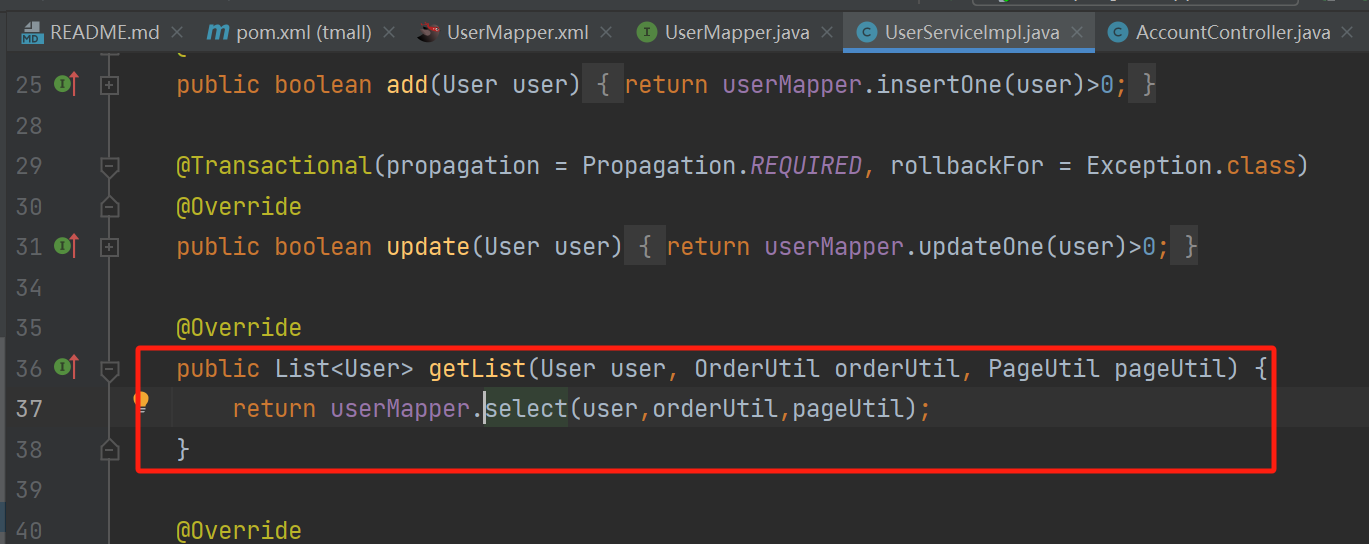 README.md pom.xml (tmall) UserMapper.xml UserMapper.java UserServiceImpl.java AccountController.java
25 public boolean add(User user) { return userMapper.insertOne(user)>0; }
28
29 @Transactional(propagation = Propagation.REQUIRED, rollbackFor = Exception.class)
30 @Override
31 public boolean update(User user) { return userMapper.updateOne(user)>0; }
34
35 @Override
36 public List<User> getList(User user, OrderUtil orderUtil, PageUtil pageUtil) {
37 return userMapper.select(user,orderUtil,pageUtil);
38 }
39
40 @Override